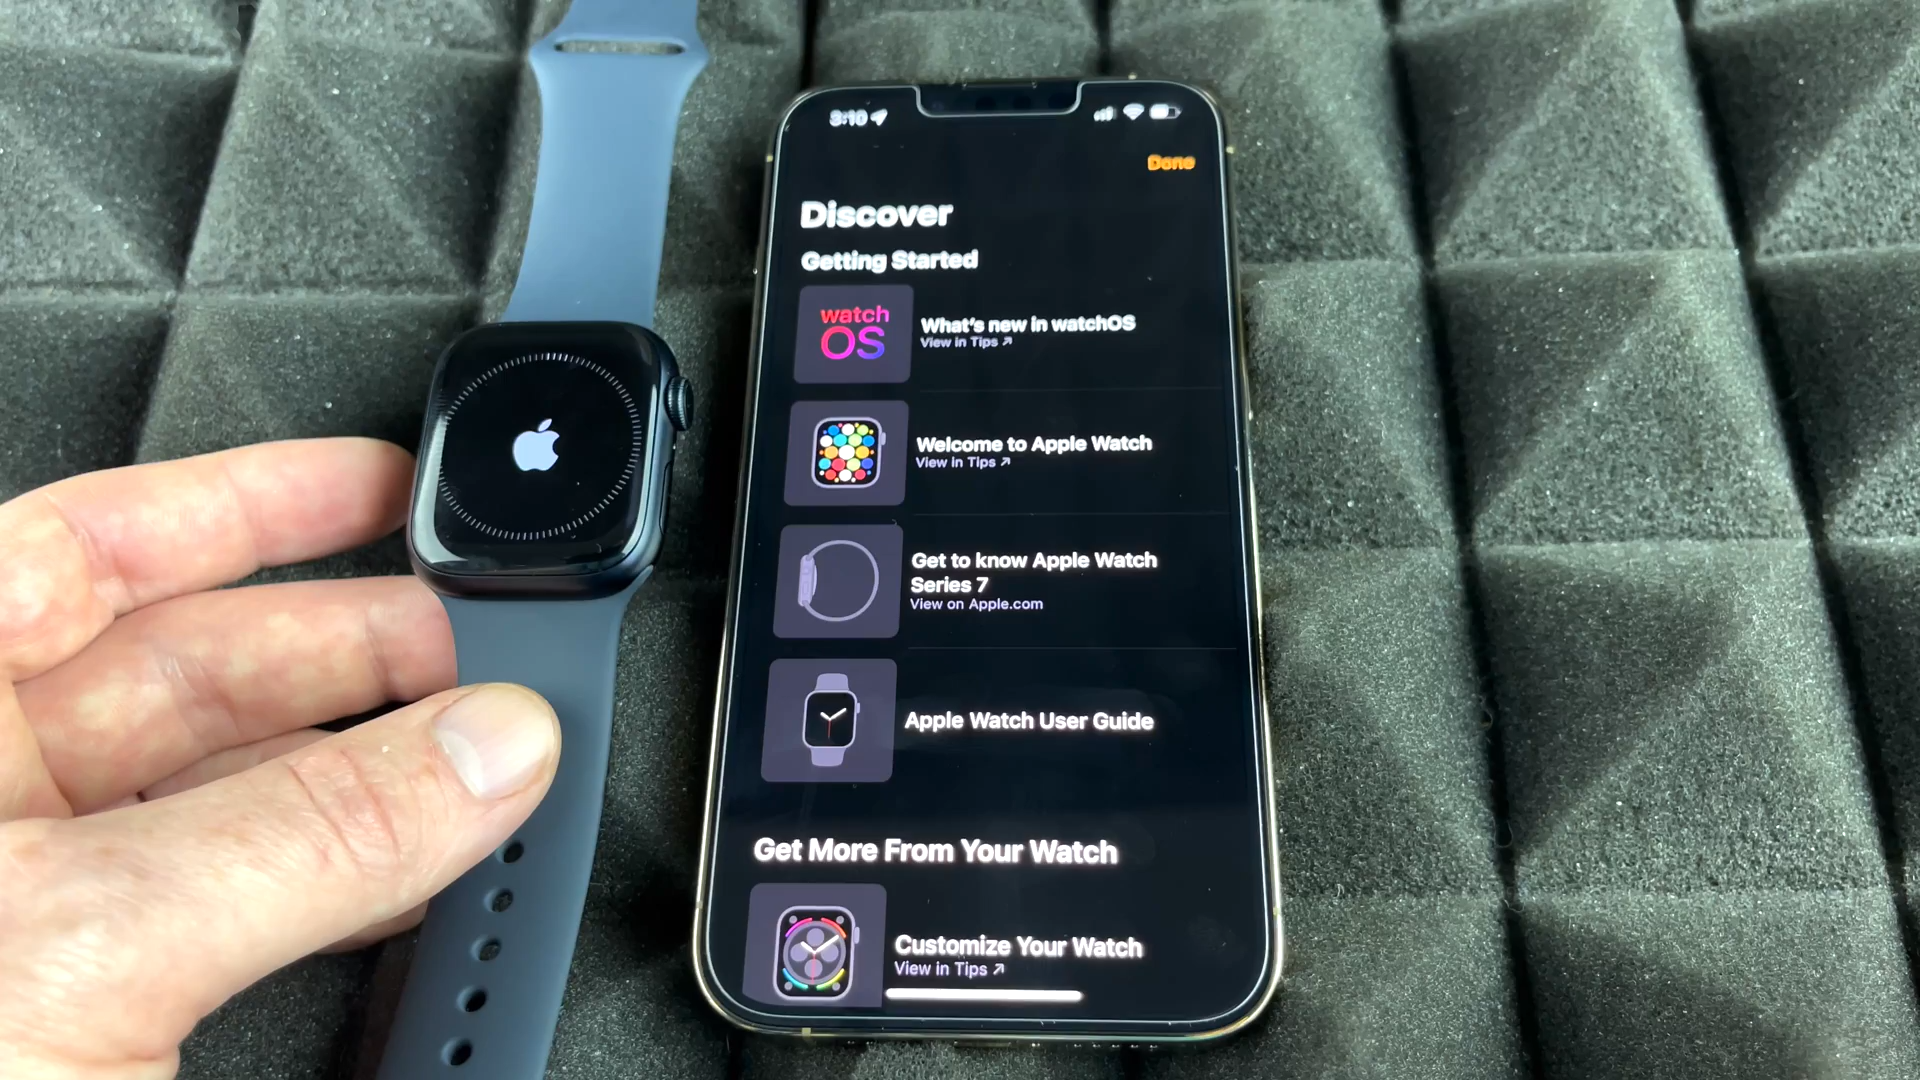 3:10
Done
Discover
Getting Started
watch
OS
What's new in watchOS
View in Tips ↗
Welcome to Apple Watch
View in Tips ↗
Get to know Apple Watch
Series 7
View on Apple.com
Apple Watch User Guide
Get More From Your Watch
Customize Your Watch
View in Tips ↗